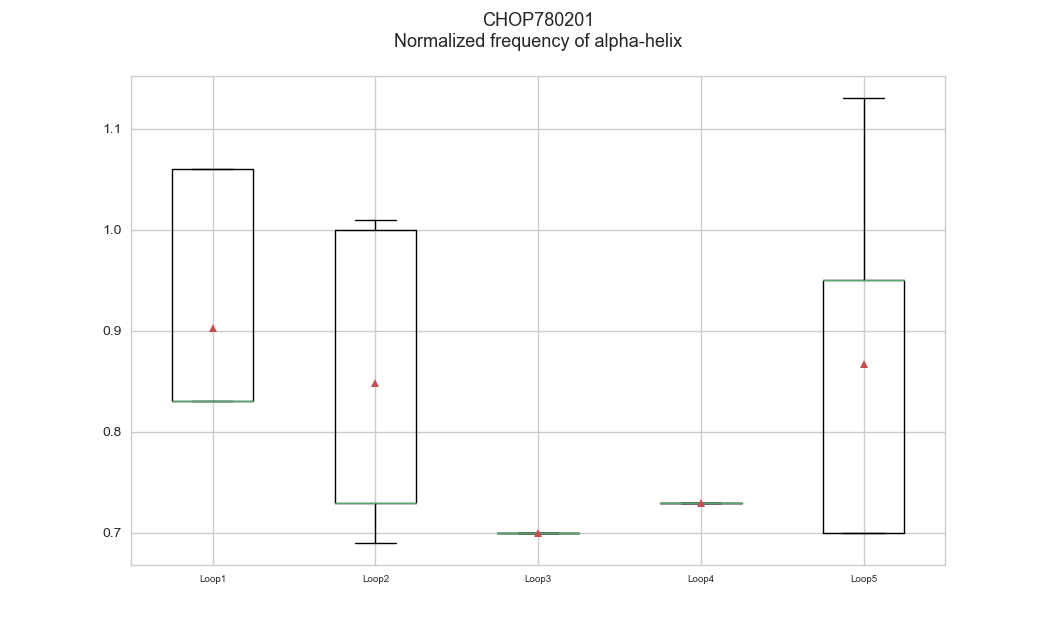 CHOP780201
Normalized frequency of alpha-helix
1.1
1.0
0.9
0.8
0.7
Loop1
Loop2
Loop3
Loop4
Loop5